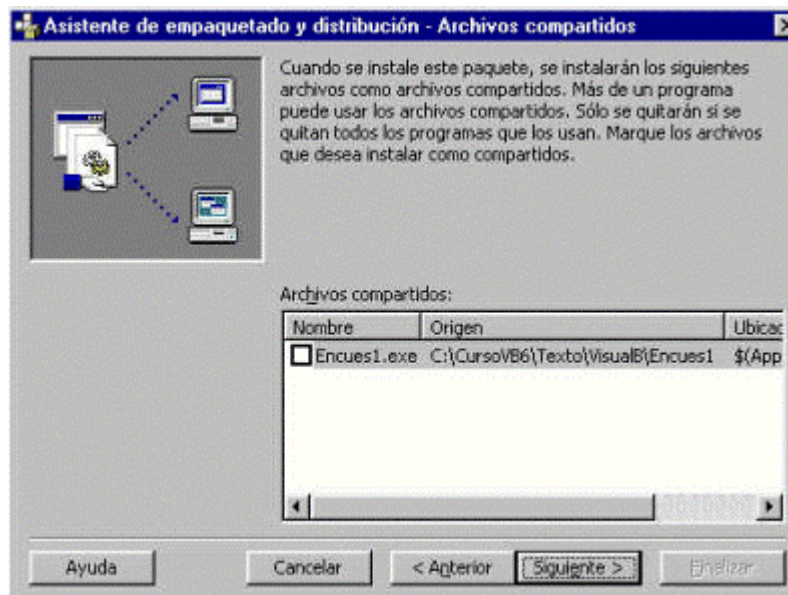 Asistente de empaquetado y distribución - Archivos compartidos
Cuando se instale este paquete, se instalarán los siguientes
archivos como archivos compartidos. Más de un programa
puede usar los archivos compartidos. Sólo se quitarán si se
quitan todos los programas que los usan. Marque los archivos
que desea instalar como compartidos.
Archivos compartidos:
Nombre Origen Ubicac
Encues1.exe C:\CursoVB6\Texto\VisualB\Encues1 $(App
Ayuda Cancelar < Anterior Siguiente > Finalizar